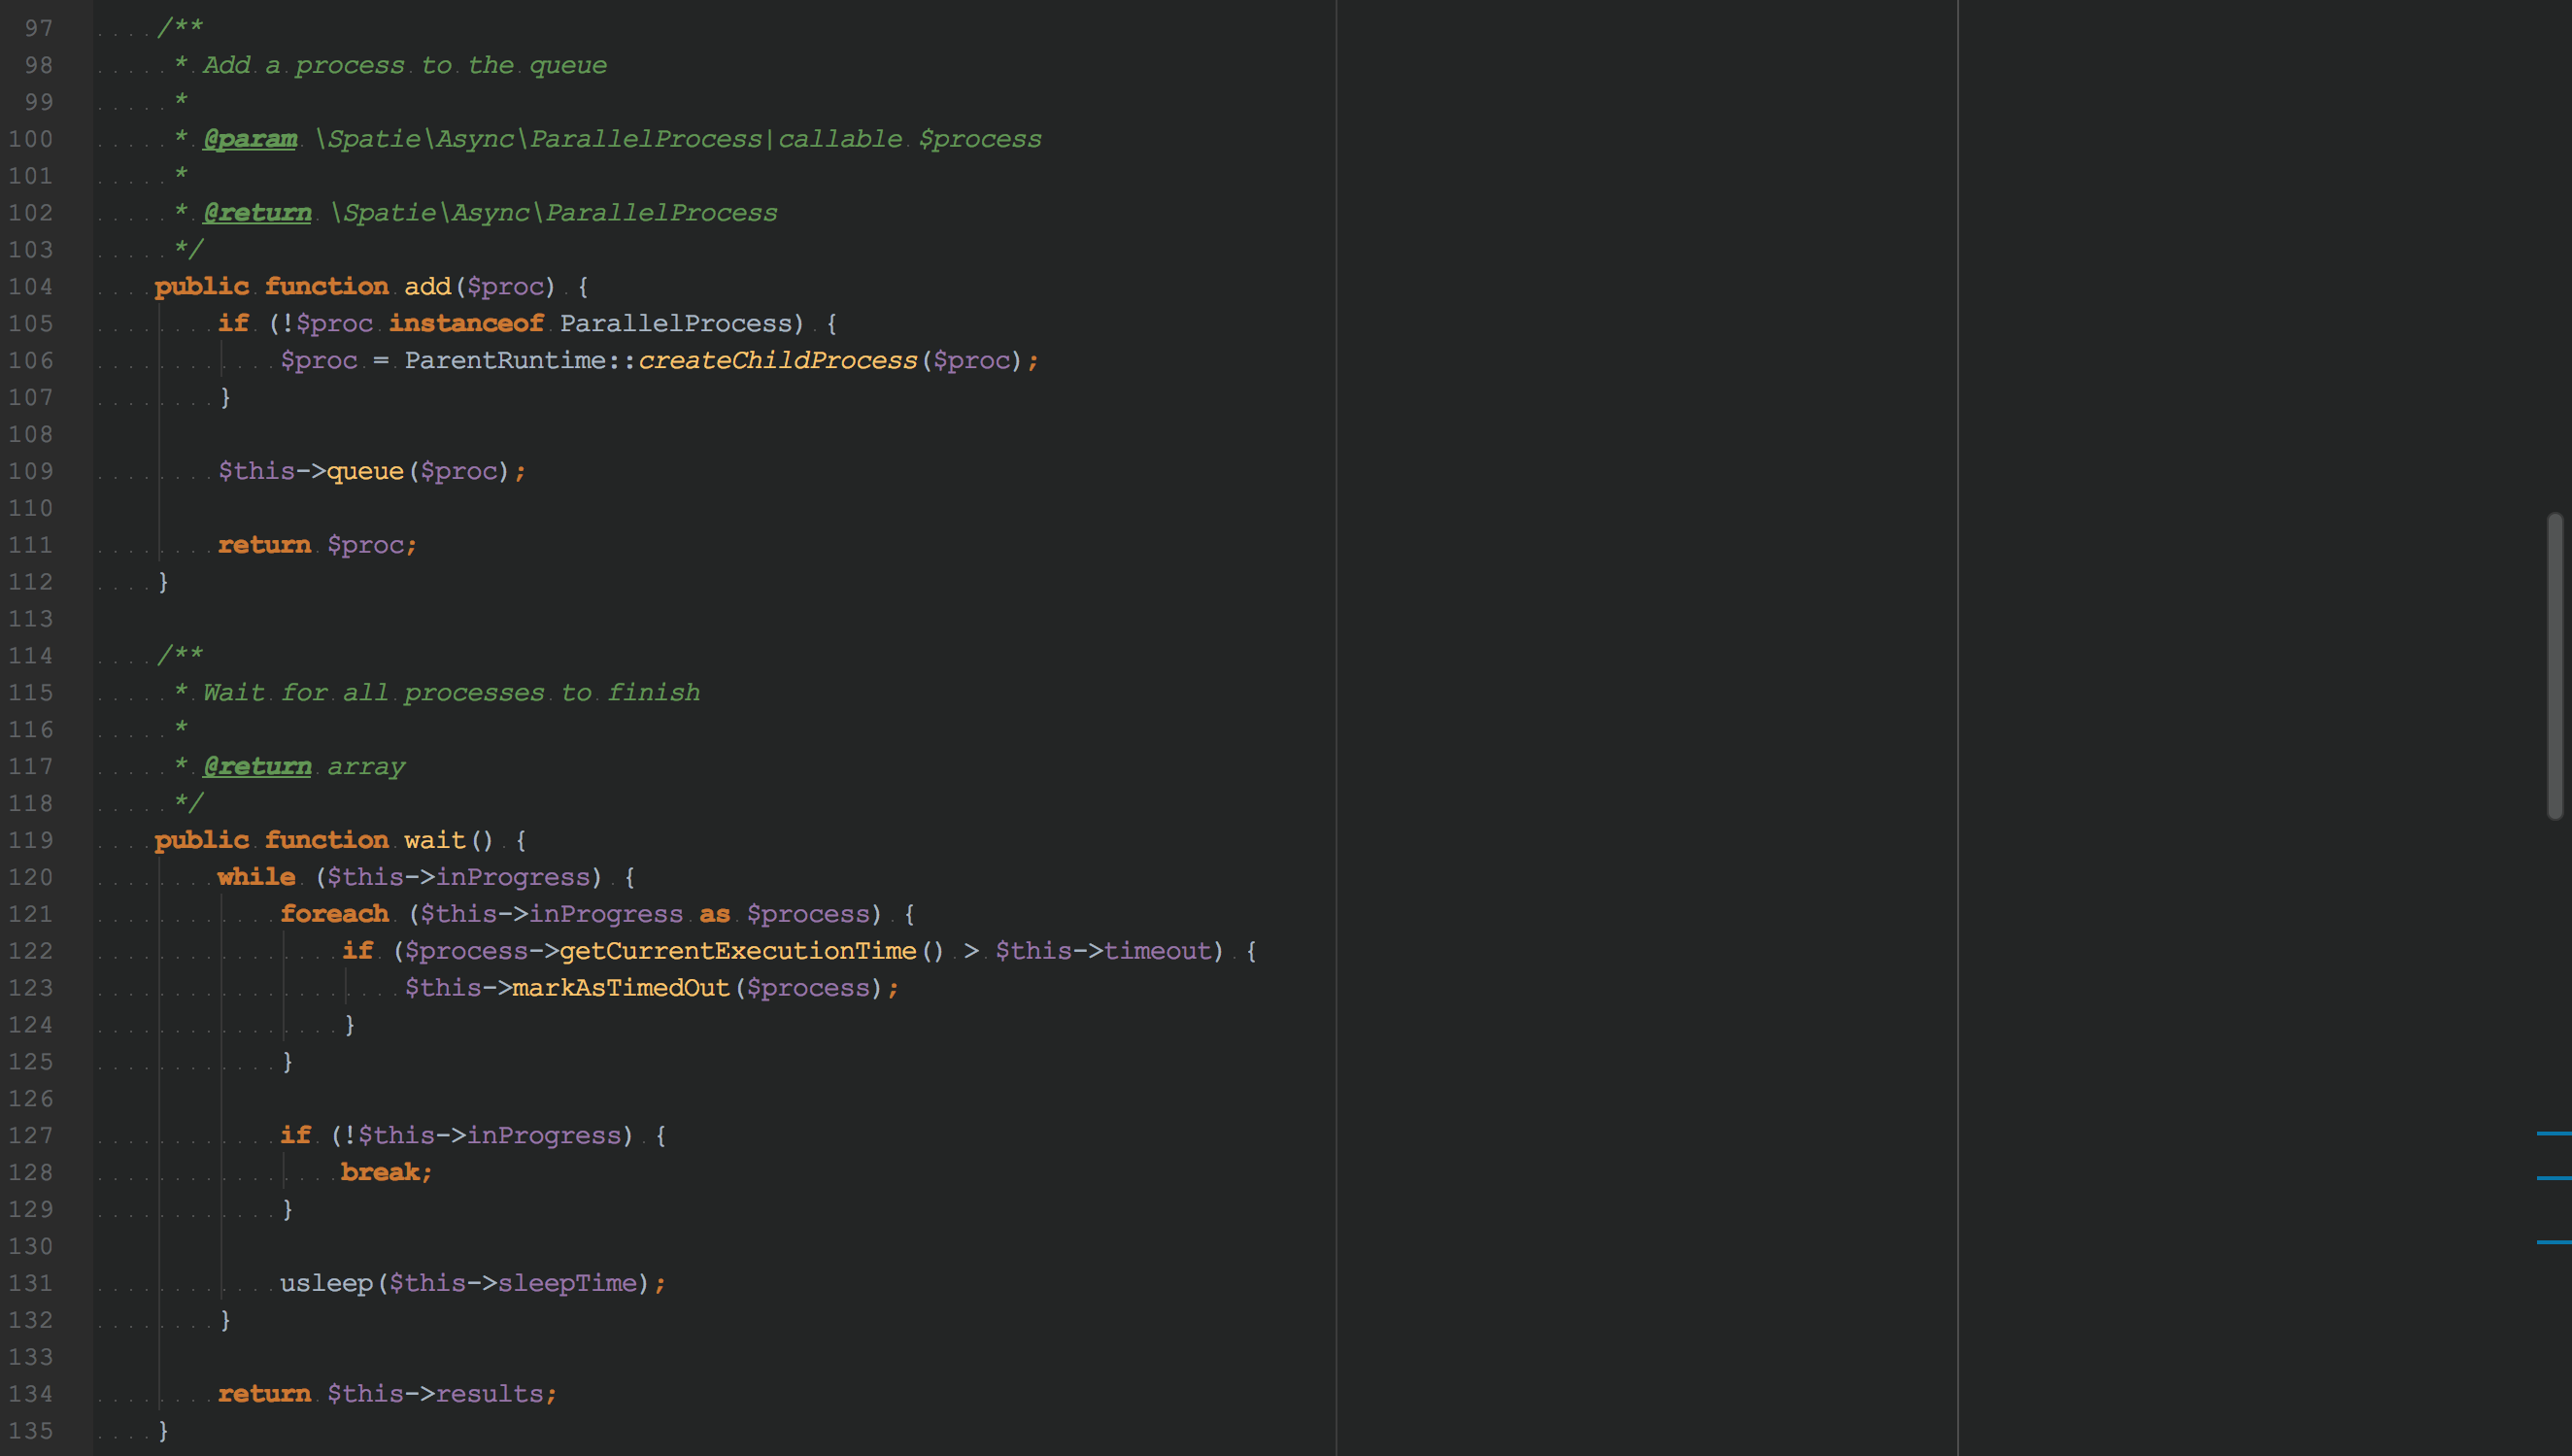 97 /**
98 * Add a process to the queue
99 *
100 * @param \Spatie\Async\ParallelProcess|callable $process
101 *
102 * @return \Spatie\Async\ParallelProcess
103 */
104 public function add($proc) {
105 if (!$proc instanceof ParallelProcess) {
106 $proc = ParentRuntime::createChildProcess($proc);
107 }
108
109 $this->queue($proc);
110
111 return $proc;
112 }
113
114 /**
115 * Wait for all processes to finish
116 *
117 * @return array
118 */
119 public function wait() {
120 while ($this->inProgress) {
121 foreach ($this->inProgress as $process) {
122 if ($process->getCurrentExecutionTime() > $this->timeout) {
123 $this->markAsTimedOut($process);
124 }
125 }
126
127 if (!$this->inProgress) {
128 break;
129 }
130
131 usleep($this->sleepTime);
132 }
133
134 return $this->results;
135 }